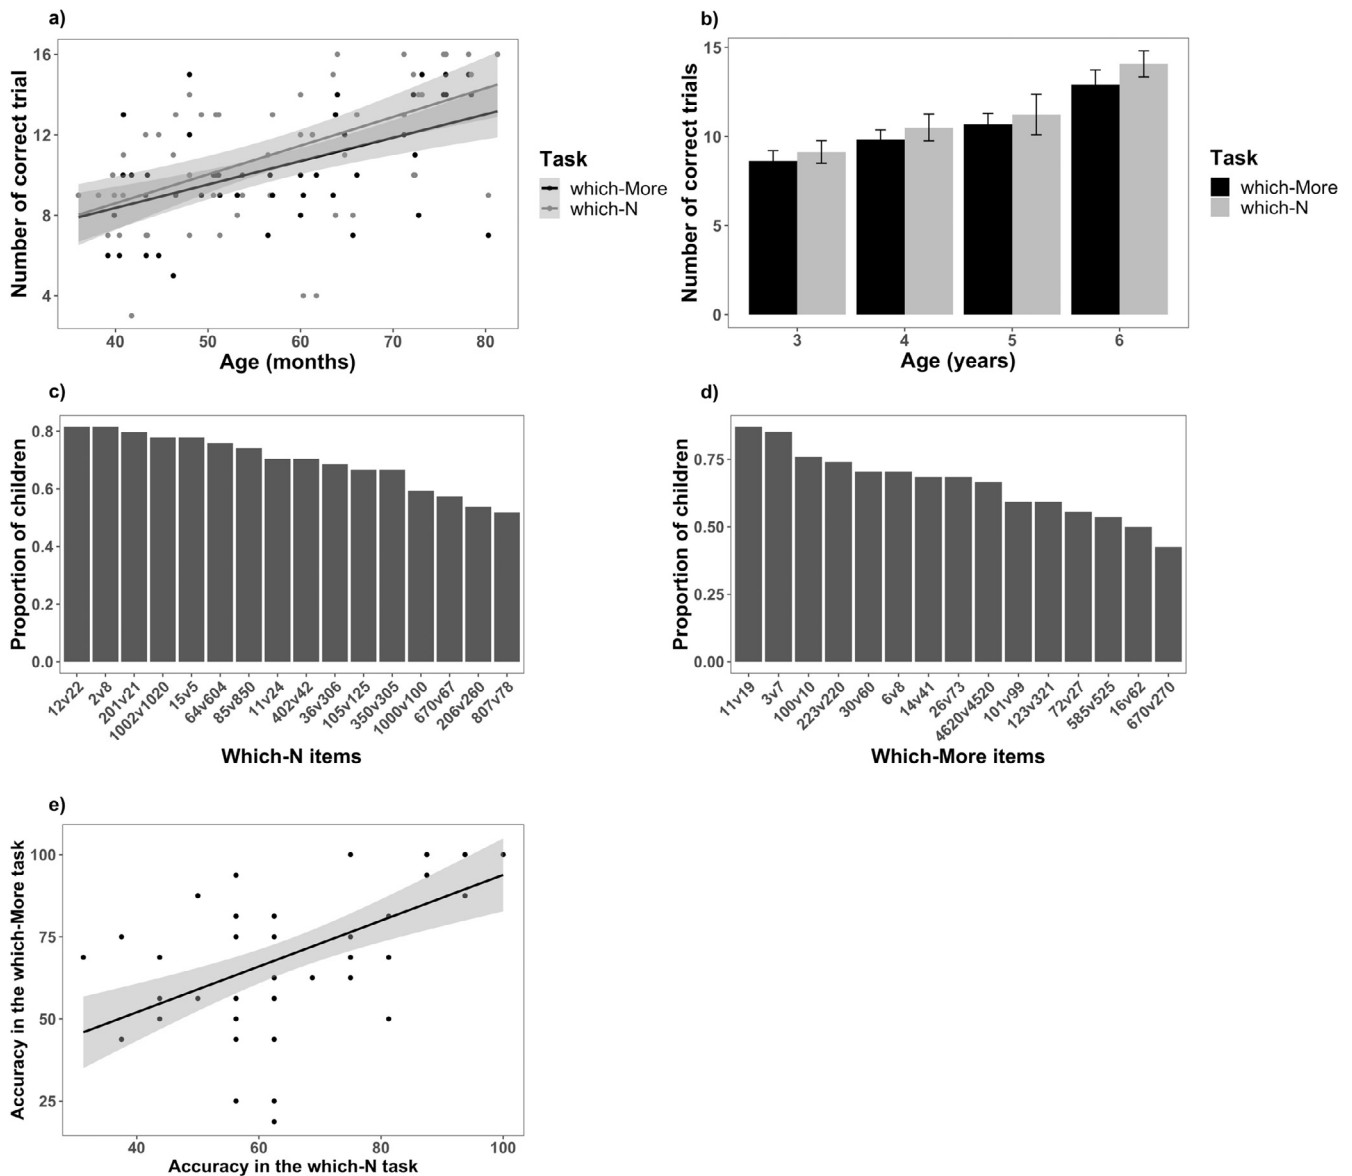 a)
Number of correct trial
16
12
8
4
40 50 60 70 80
Age (months)
Task
which-More
which-N
b)
Number of correct trials
15
10
5
0
3 4 5 6
Age (years)
Task
which-More
which-N
c)
Proportion of children
0.8
0.6
0.4
0.2
0.0
12v22 2v8 201v21 1002v1020 15v5 64v604 85v850 11v24 402v42 36v306 105v125 350v305 1000v100 670v67 206v260 807v78
Which-N items
d)
Proportion of children
0.75
0.50
0.25
0.00
11v19 3v7 100v10 223v220 30v60 6v8 14v41 26v73 4620v4520 101v99 123v321 72v27 585v525 16v62 670v270
Which-More items
e)
Accuracy in the which-More task
100
75
50
25
40 60 80 100
Accuracy in the which-N task